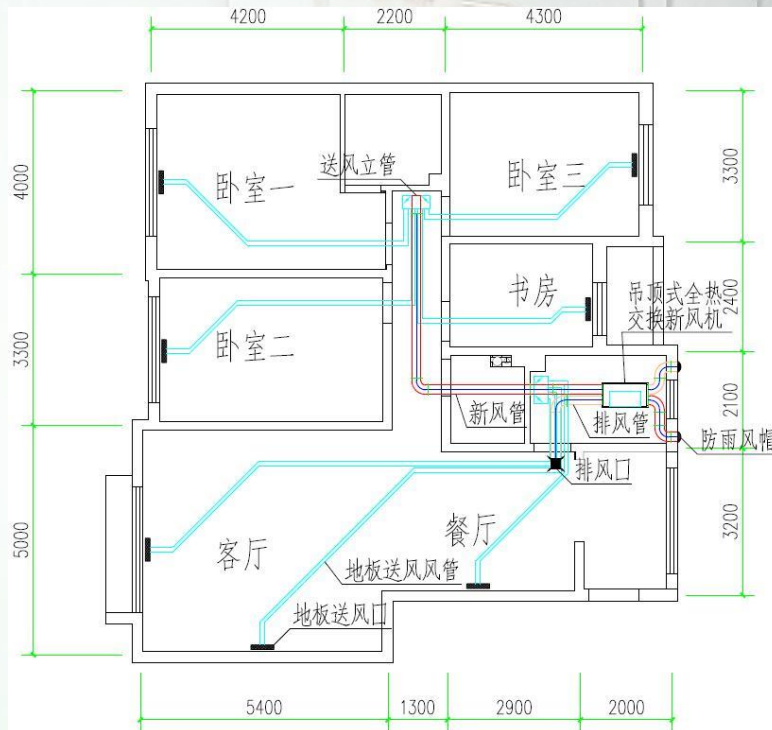 4200
2200
4300
4000
3300
5000
3300
2400
2100
3200
送风立管
卧室一
卧室三
书房
吊顶式全热
交换新风机
卧室二
新风管
排风管
防雨风帽
排风口
餐厅
客厅
地板送风风管
地板送风口
5400
1300
2900
2000